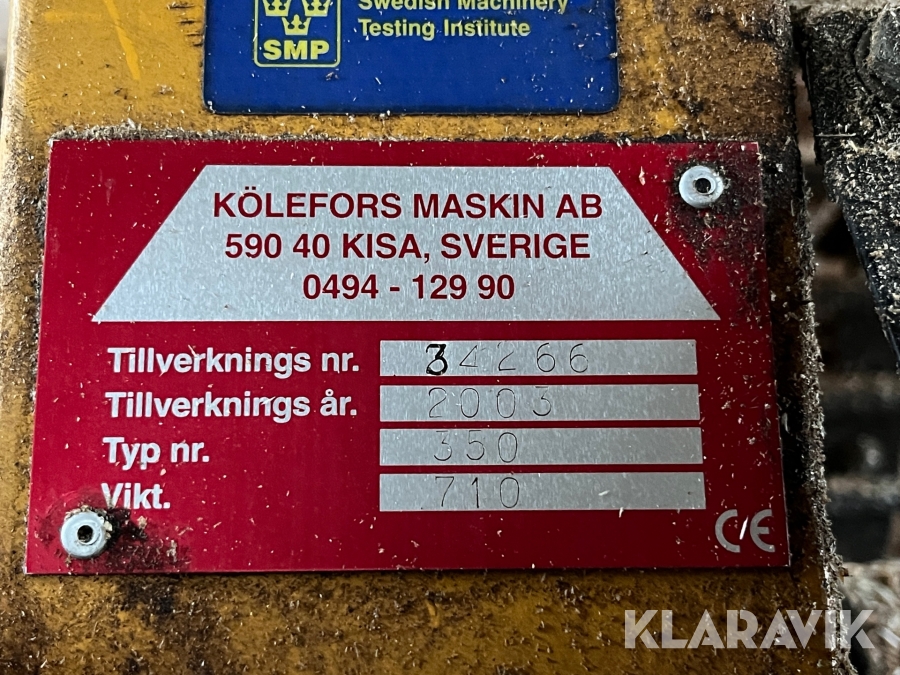 Swedish Machinery
Testing Institute
SMP
KÖLEFORS MASKIN AB
590 40 KISA, SVERIGE
0494 - 129 90
Tillverknings nr. 34266
Tillverknings år. 2003
Typ nr. 350
Vikt. 710
CE
KLARAVIK